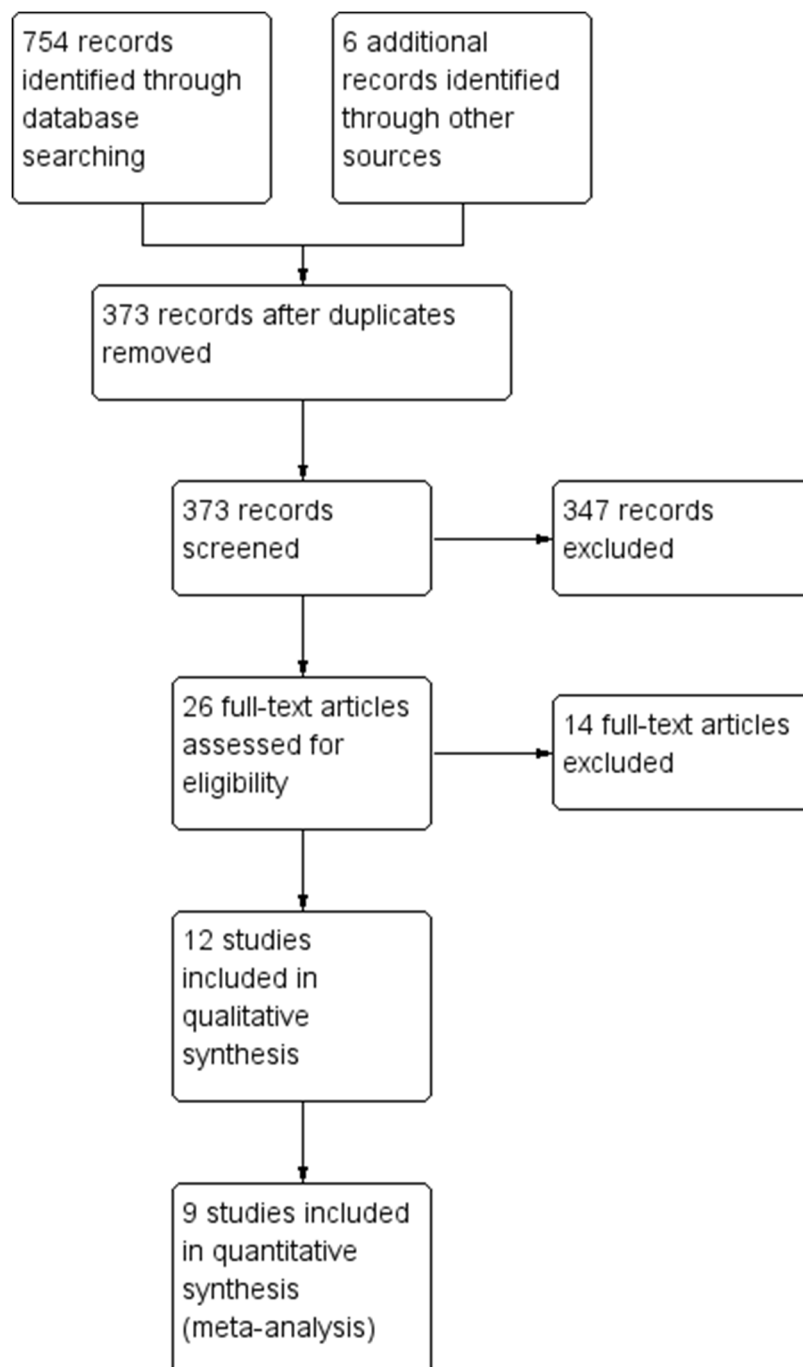 754 records
identified through
database
searching
6 additional
records identified
through other
sources
373 records after duplicates
removed
373 records
screened
347 records
excluded
26 full-text articles
assessed for
eligibility
14 full-text articles
excluded
12 studies
included in
qualitative
synthesis
9 studies included
in quantitative
synthesis
(meta-analysis)